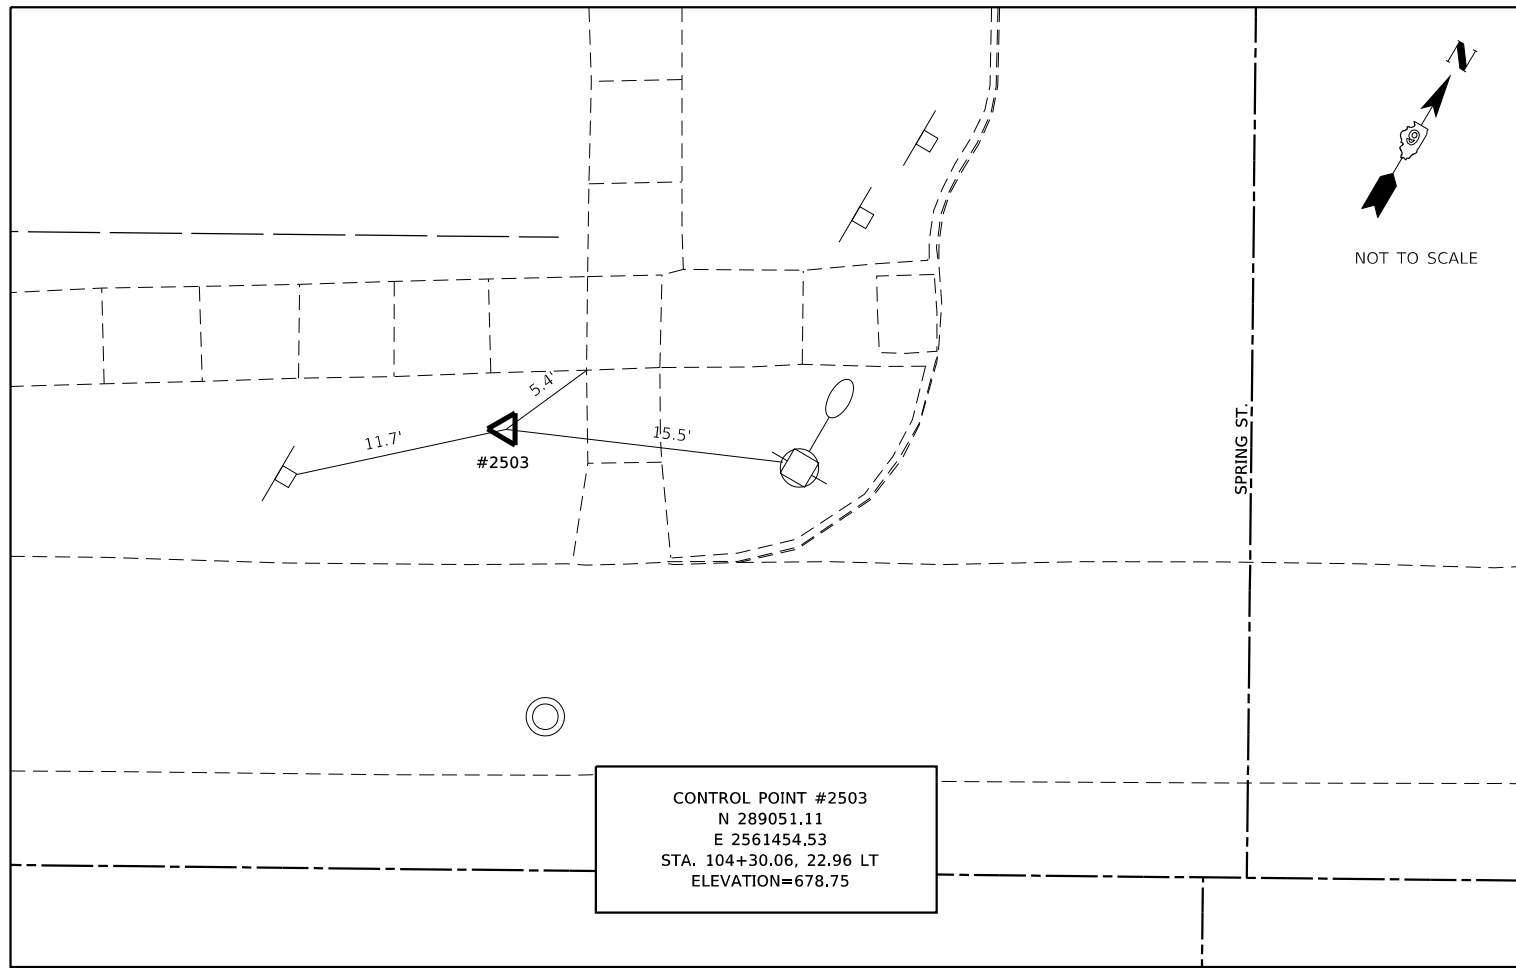 N
NOT TO SCALE
5.4'
11.7'
15.5'
#2503
SPRING ST.
CONTROL POINT #2503
N 289051.11
E 2561454.53
STA. 104+30.06, 22.96 LT
ELEVATION=678.75